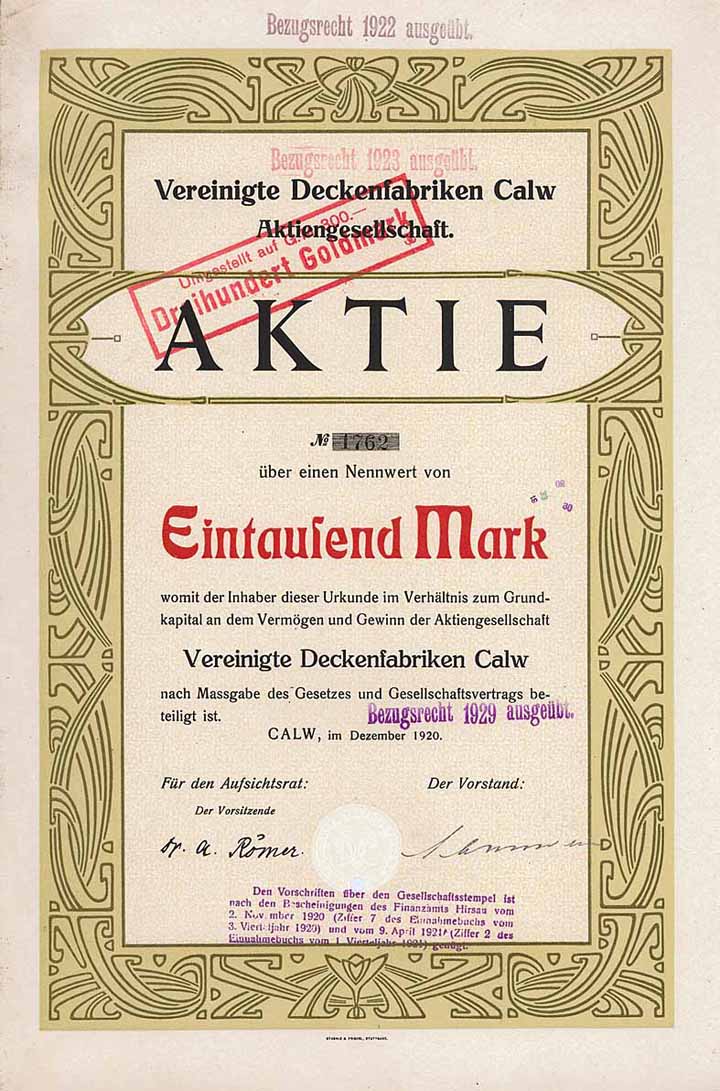 Bezugsrecht 1922 ausgeübt.
Bezugsrecht 1923 ausgeübt.
Vereinigte Deckenfabriken Calw
Aktiengesellschaft.
Umgestellt auf G.M. 300.—
Dreihundert Goldmark
AKTIE
№ 1762
über einen Nennwert von
Eintauſend Mark
womit der Inhaber dieser Urkunde im Verhältnis zum Grund-
kapital an dem Vermögen und Gewinn der Aktiengesellschaft
Vereinigte Deckenfabriken Calw
nach Massgabe des Gesetzes und Gesellschaftsvertrags be-
teiligt ist.
Bezugsrecht 1929 ausgeübt.
CALW, im Dezember 1920.
Für den Aufsichtsrat: Der Vorstand:
Der Vorsitzende
Dr. A. Römer.
Den Vorschriften über den Gesellschaftsstempel ist
nach den Bescheinigungen des Finanzamts Hirsau vom
2. November 1920 (Ziffer 7 des Einnahmebuchs vom
3. Vierteljahr 1920) und vom 9. April 1921 (Ziffer 2 des
Einnahmebuchs vom 1. Vierteljahr 1921) genügt.
STÄHLE & FRIEDEL, STUTTGART.